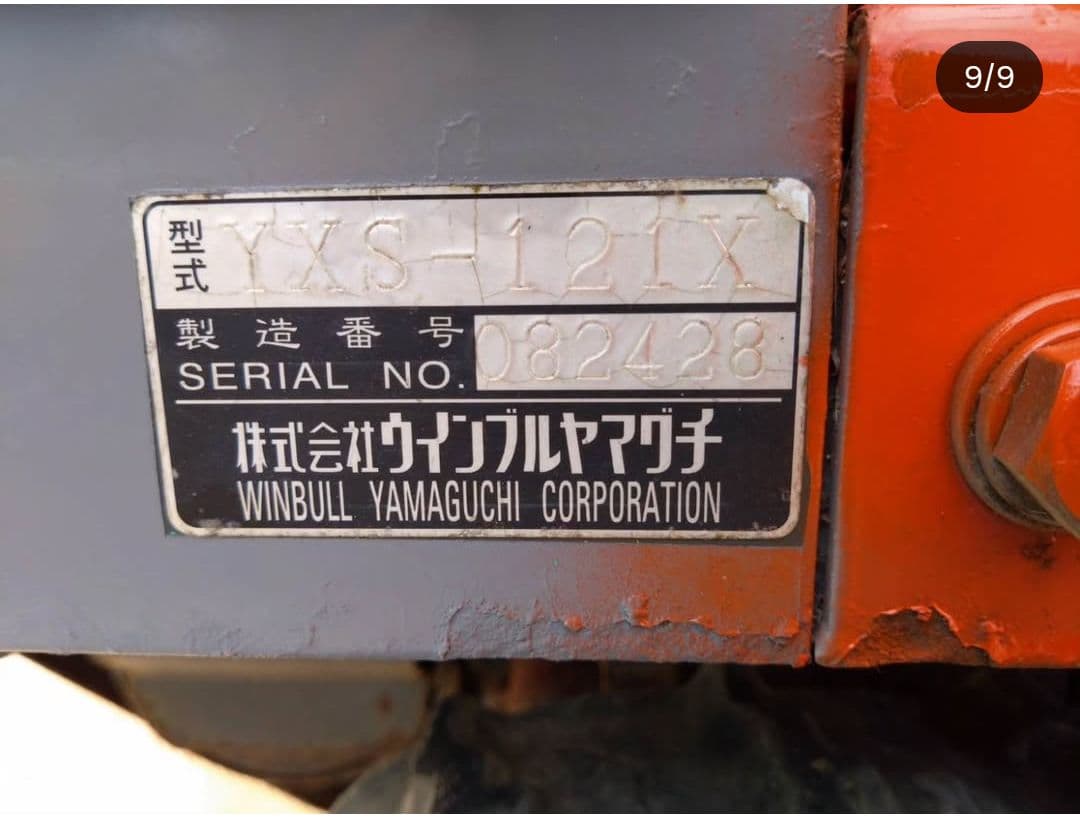 9/9
型式 YXS-121X
製造番号 082428
SERIAL NO.
株式会社ウインブルヤマグチ
WINBULL YAMAGUCHI CORPORATION